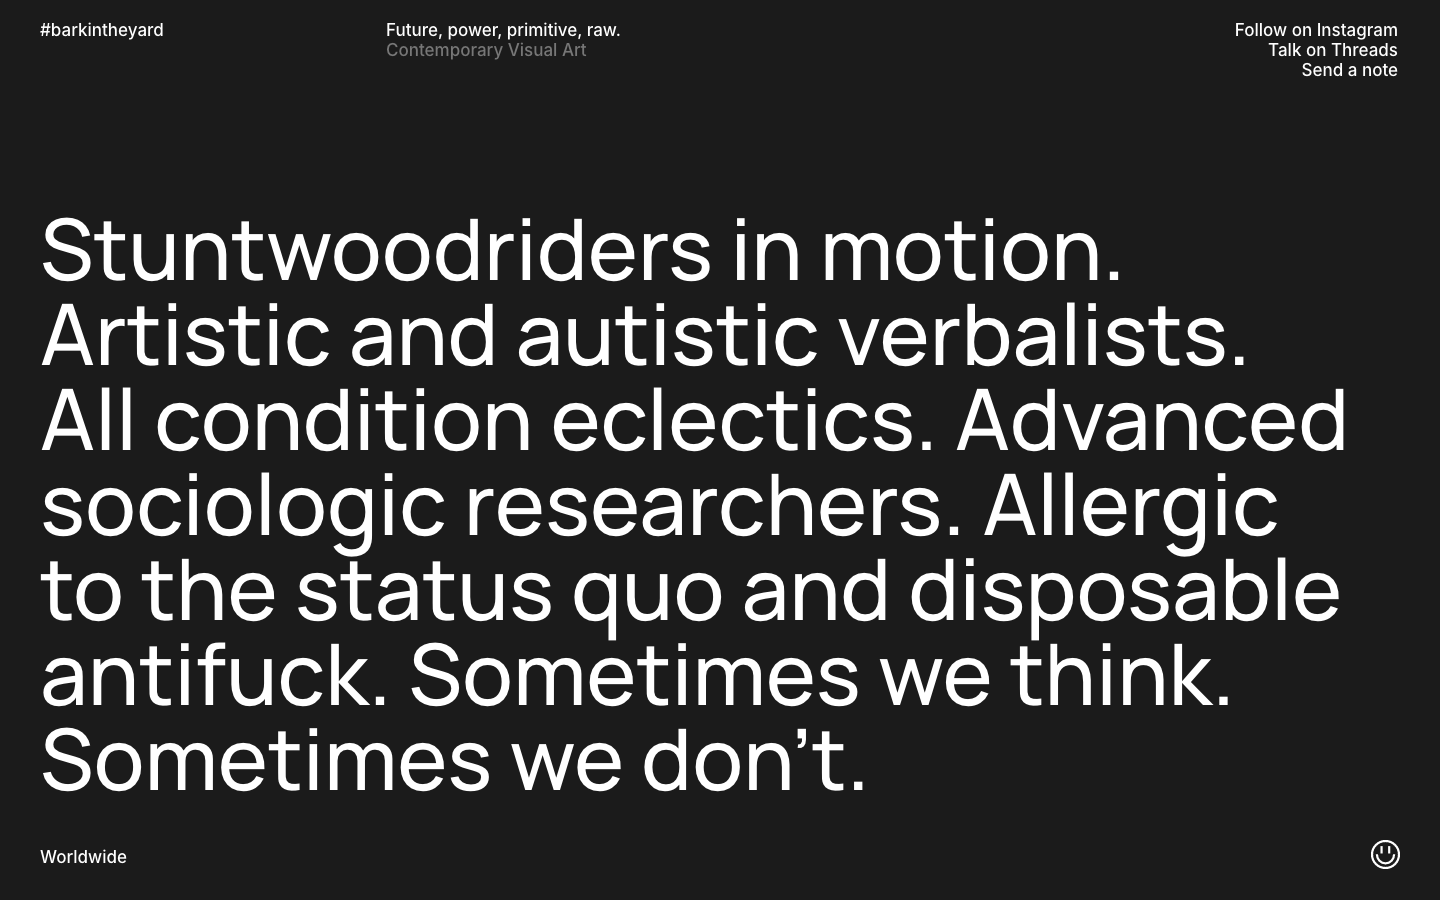 #barkintheyard
Future, power, primitive, raw.
Contemporary Visual Art
Follow on Instagram
Talk on Threads
Send a note
Stuntwoodriders in motion.
Artistic and autistic verbalists.
All condition eclectics. Advanced
sociologic researchers. Allergic
to the status quo and disposable
antifuck. Sometimes we think.
Sometimes we don’t.
Worldwide